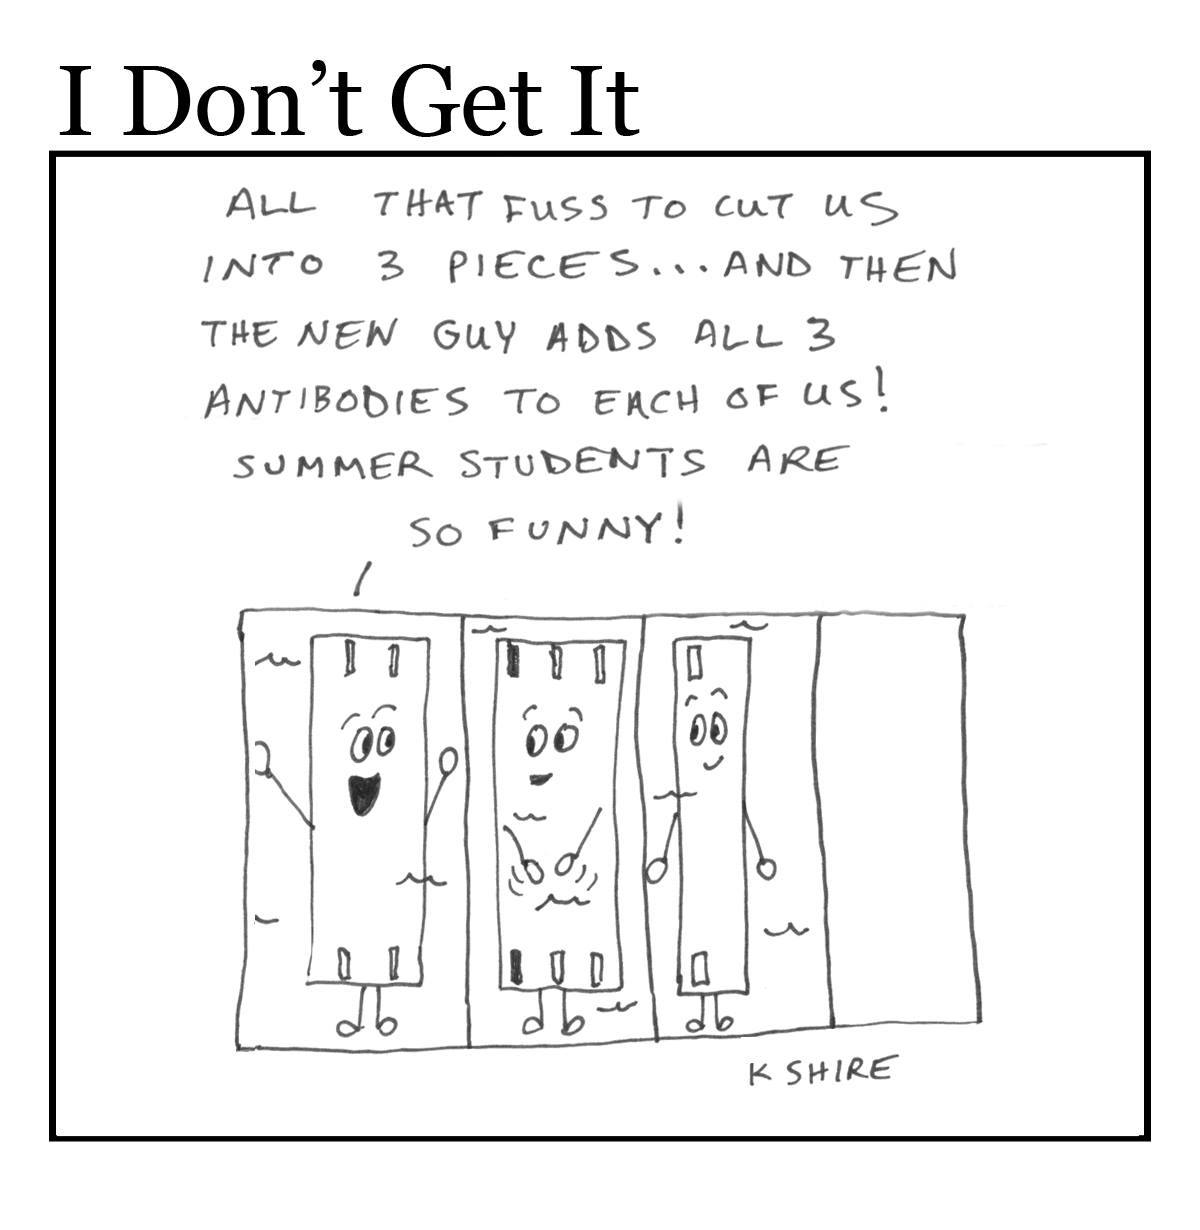 I Don't Get It
ALL THAT FUSS TO CUT US
INTO 3 PIECES...AND THEN
THE NEW GUY ADDS ALL 3
ANTIBODIES TO EACH OF US!
SUMMER STUDENTS ARE
SO FUNNY!
K SHIRE